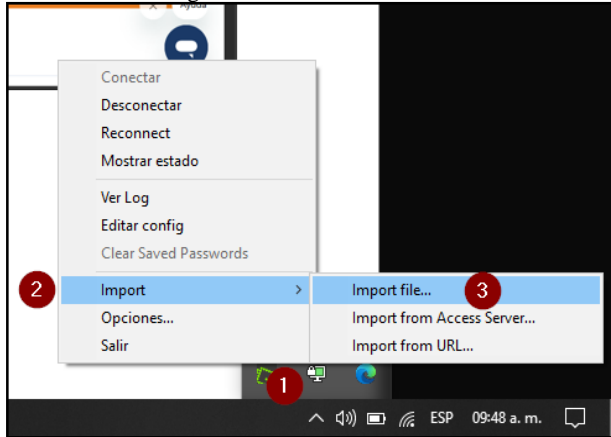 Ayuda
Conectar
Desconectar
Reconnect
Mostrar estado
Ver Log
Editar config
Clear Saved Passwords
2 Import > Import file... 3
Opciones... Import from Access Server...
Salir Import from URL...
1
ESP 09:48 a. m.